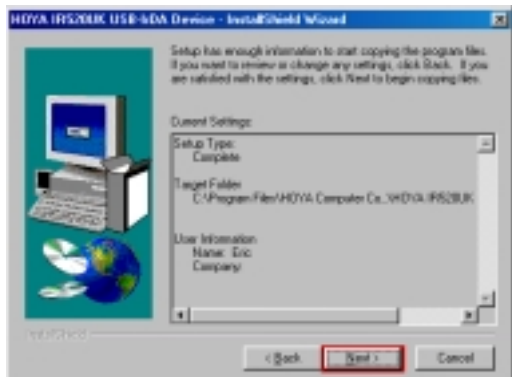 HOYA IR520UK USB-IrDA Device - InstallShield Wizard
Setup has enough information to start copying the program files.
If you want to review or change any settings, click Back. If you
are satisfied with the settings, click Next to begin copying files.
Current Settings:
Setup Type:
Complete
Target Folder
C:\Program Files\HOYA Computer Co.,\HOYA IR520UK
User Information
Name: Eric
Company:
InstallShield
< Back
Next >
Cancel